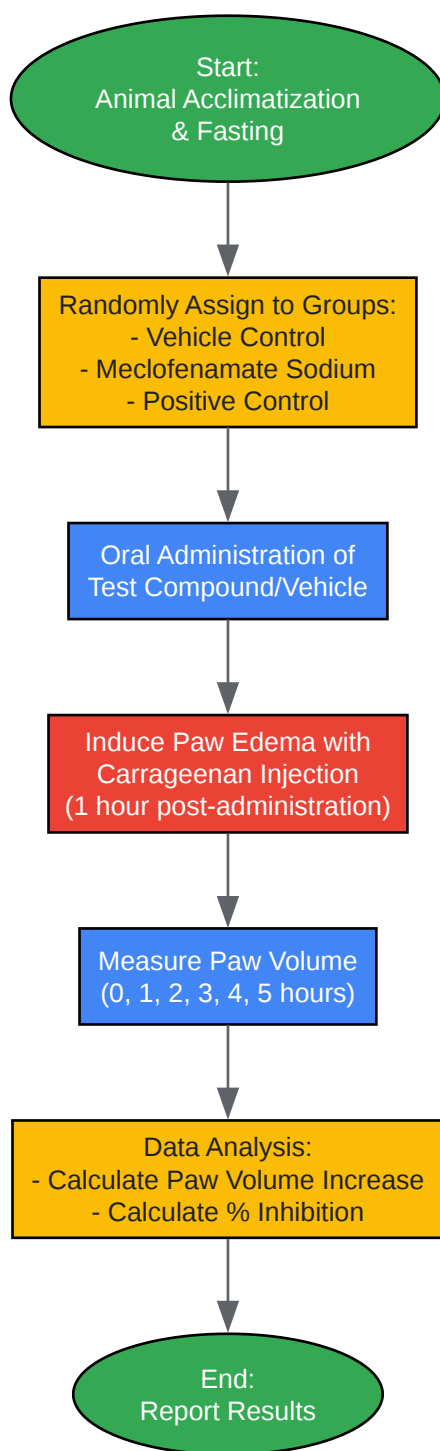 Start:
Animal Acclimatization
& Fasting
Randomly Assign to Groups:
- Vehicle Control
- Meclofenamate Sodium
- Positive Control
Oral Administration of
Test Compound/Vehicle
Induce Paw Edema with
Carrageenan Injection
(1 hour post-administration)
Measure Paw Volume
(0, 1, 2, 3, 4, 5 hours)
Data Analysis:
- Calculate Paw Volume Increase
- Calculate % Inhibition
End:
Report Results